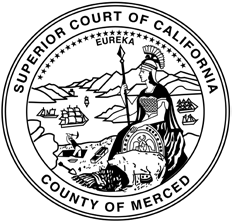 SUPERIOR COURT OF CALIFORNIA
EUREKA
COUNTY OF MERCED